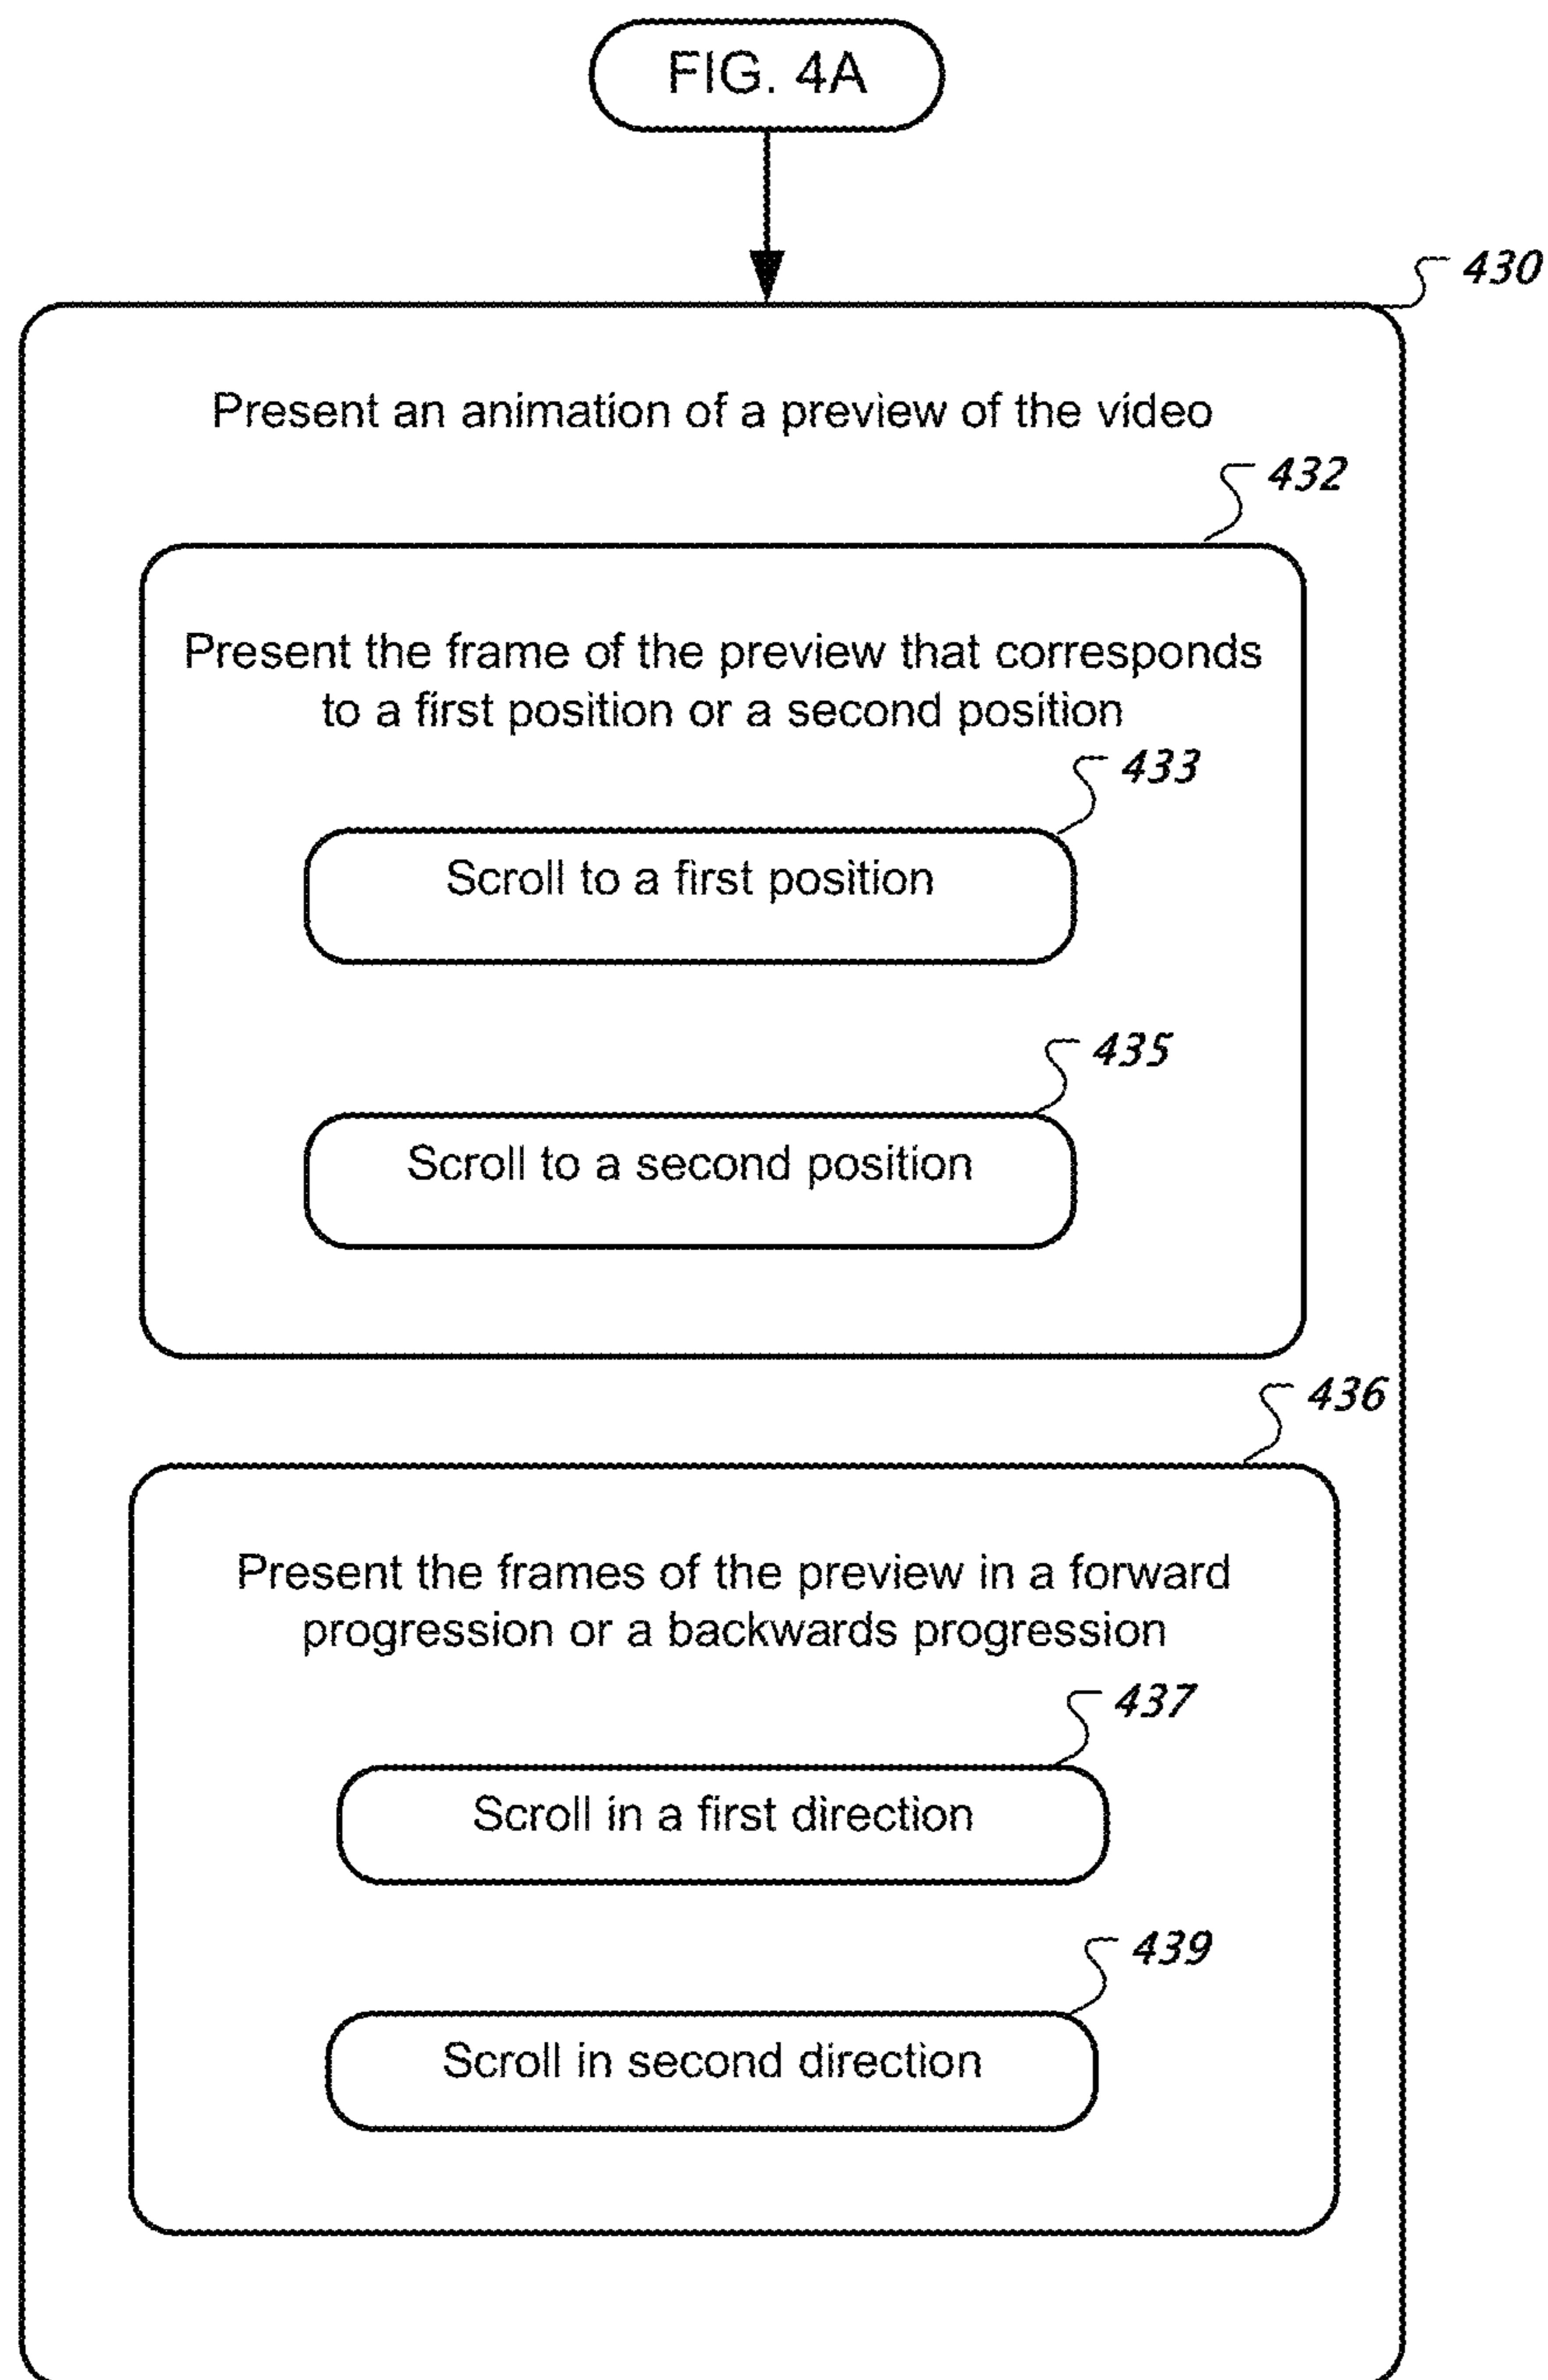 FIG. 4A
430
Present an animation of a preview of the video
432
Present the frame of the preview that corresponds
to a first position or a second position
433
Scroll to a first position
435
Scroll to a second position
436
Present the frames of the preview in a forward
progression or a backwards progression
437
Scroll in a first direction
439
Scroll in second direction